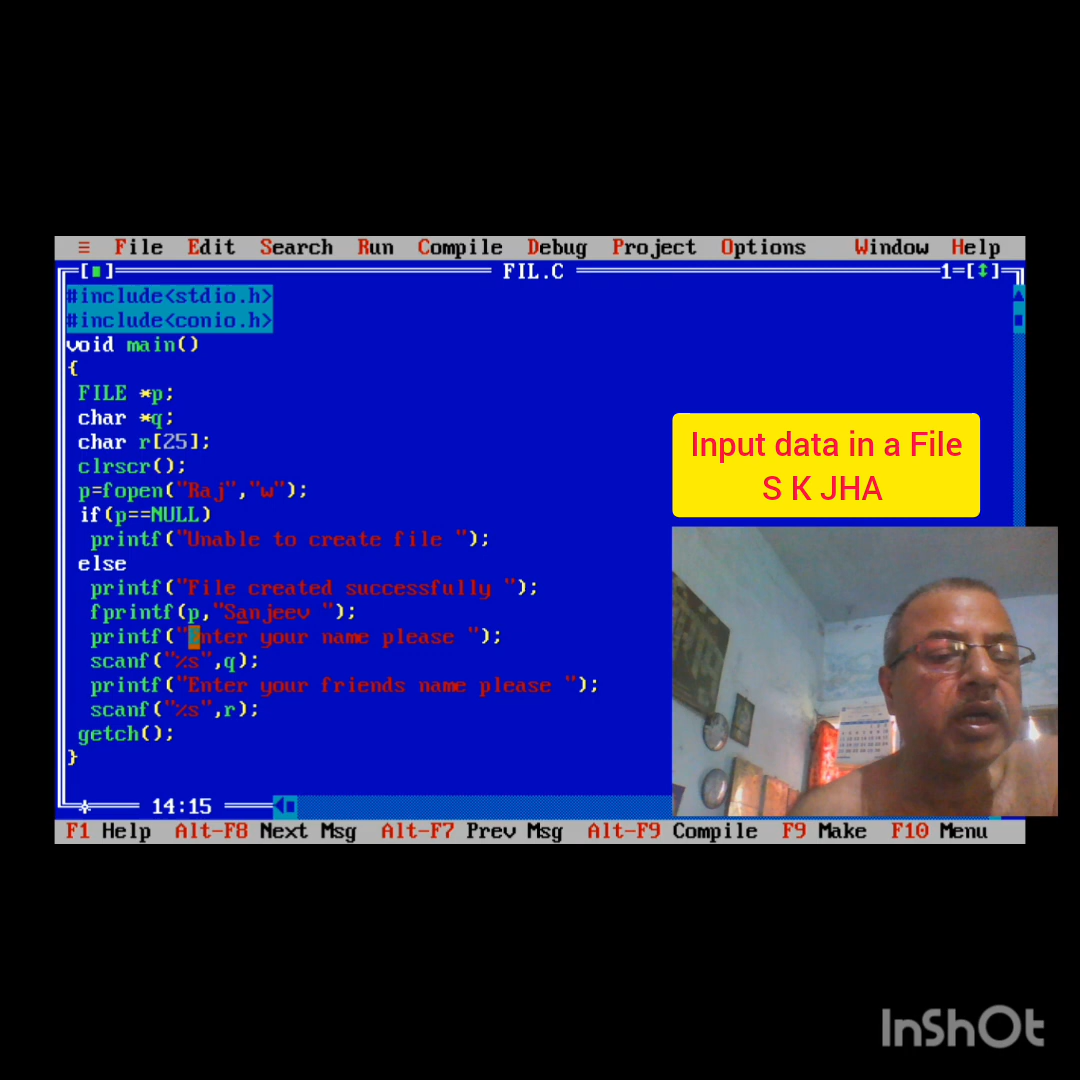 ≡ File Edit Search Run Compile Debug Project Options Window Help
[■] FIL.C 1=[↕]
#include<stdio.h>
#include<conio.h>
void main()
{
FILE *p;
char *q;
char r[25];
clrscr();
p=fopen("Raj","w");
if(p==NULL)
printf("Unable to create file ");
else
printf("File created successfully ");
fprintf(p,"Sanjeev ");
printf("Enter your name please ");
scanf("%s",q);
printf("Enter your friends name please ");
scanf("%s",r);
getch();
}
14:15
F1 Help Alt-F8 Next Msg Alt-F7 Prev Msg Alt-F9 Compile F9 Make F10 Menu
Input data in a File
S K JHA
InShOt